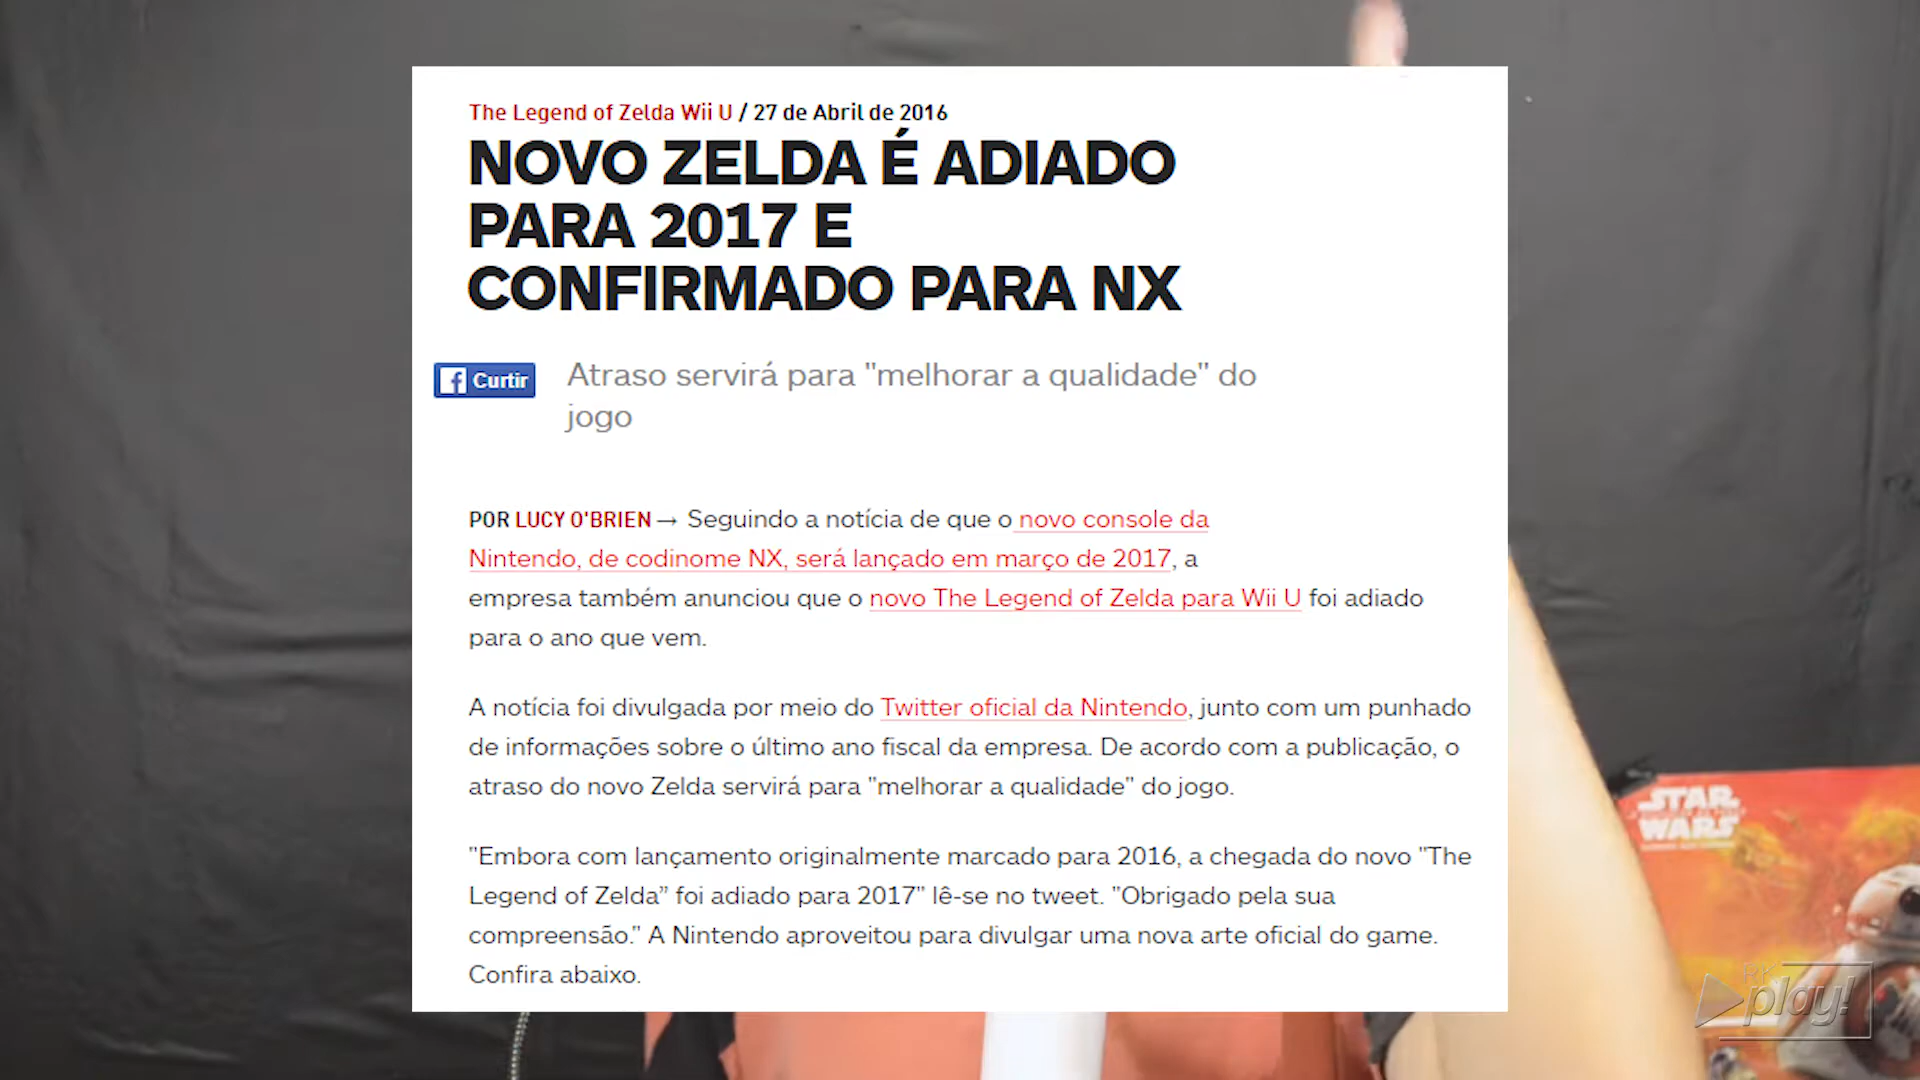 The Legend of Zelda Wii U / 27 de Abril de 2016
NOVO ZELDA É ADIADO
PARA 2017 E
CONFIRMADO PARA NX
Curtir
Atraso servirá para "melhorar a qualidade" do
jogo
POR LUCY O'BRIEN → Seguindo a notícia de que o novo console da
Nintendo, de codinome NX, será lançado em março de 2017, a
empresa também anunciou que o novo The Legend of Zelda para Wii U foi adiado
para o ano que vem.
A notícia foi divulgada por meio do Twitter oficial da Nintendo, junto com um punhado
de informações sobre o último ano fiscal da empresa. De acordo com a publicação, o
atraso do novo Zelda servirá para "melhorar a qualidade" do jogo.
"Embora com lançamento originalmente marcado para 2016, a chegada do novo "The
Legend of Zelda” foi adiado para 2017" lê-se no tweet. "Obrigado pela sua
compreensão.” A Nintendo aproveitou para divulgar uma nova arte oficial do game.
Confira abaixo.
STAR
WARS
RK
play!